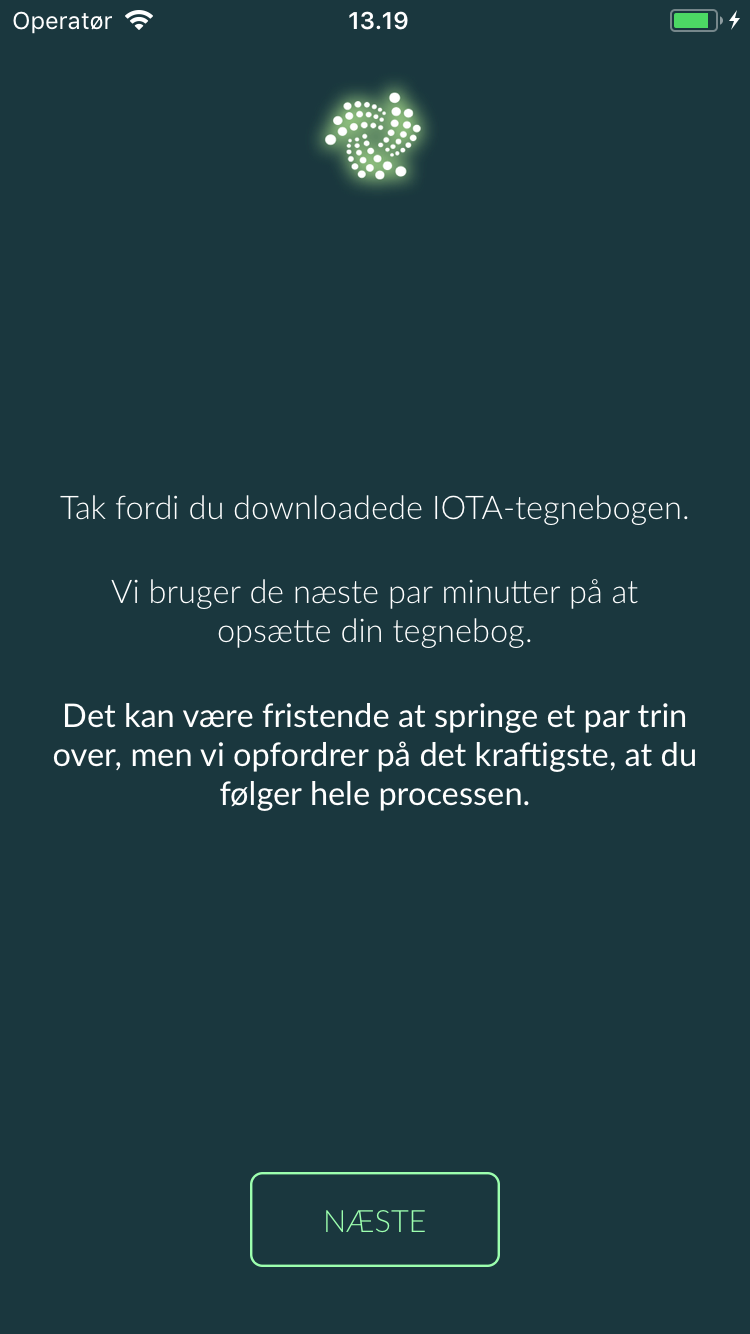 Operatør 13.19
Tak fordi du downloadede IOTA-tegnebogen.
Vi bruger de næste par minutter på at
opsætte din tegnebog.
Det kan være fristende at springe et par trin
over, men vi opfordrer på det kraftigste, at du
følger hele processen.
NÆSTE